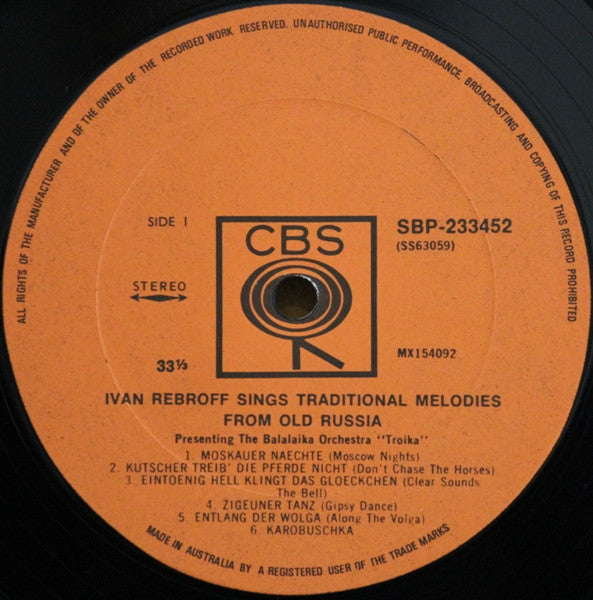 ALL RIGHTS OF THE MANUFACTURER AND OF THE OWNER OF THE RECORDED WORK RESERVED. UNAUTHORISED PUBLIC PERFORMANCE, BROADCASTING AND COPYING OF THIS RECORD PROHIBITED
SIDE 1
CBS
SBP-233452
(SS63059)
STEREO
33⅓
MX154092
IVAN REBROFF SINGS TRADITIONAL MELODIES
FROM OLD RUSSIA
Presenting The Balalaika Orchestra "Troika"
1. MOSKAUER NAECHTE (Moscow Nights)
2. KUTSCHER TREIB' DIE PFERDE NICHT (Don't Chase The Horses)
3. EINTOENIG HELL KLINGT DAS GLOECKCHEN (Clear Sounds
The Bell)
4. ZIGEUNER TANZ (Gipsy Dance)
5. ENTLANG DER WOLGA (Along The Volga)
6. KAROBUSCHKA
MADE IN AUSTRALIA BY A REGISTERED USER OF THE TRADE MARKS